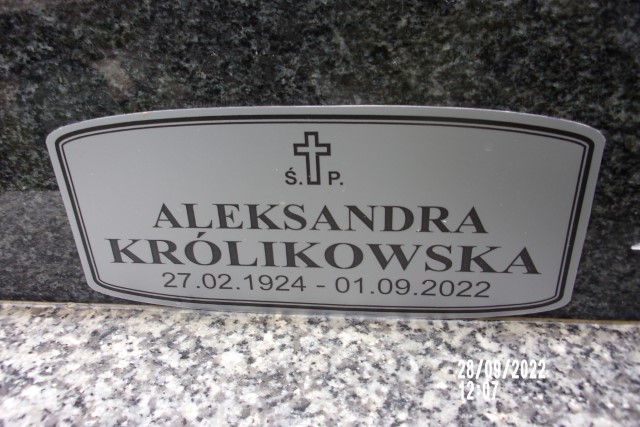 Ś. P.
ALEKSANDRA
KRÓLIKOWSKA
27.02.1924 - 01.09.2022
28/09/2022
12:07